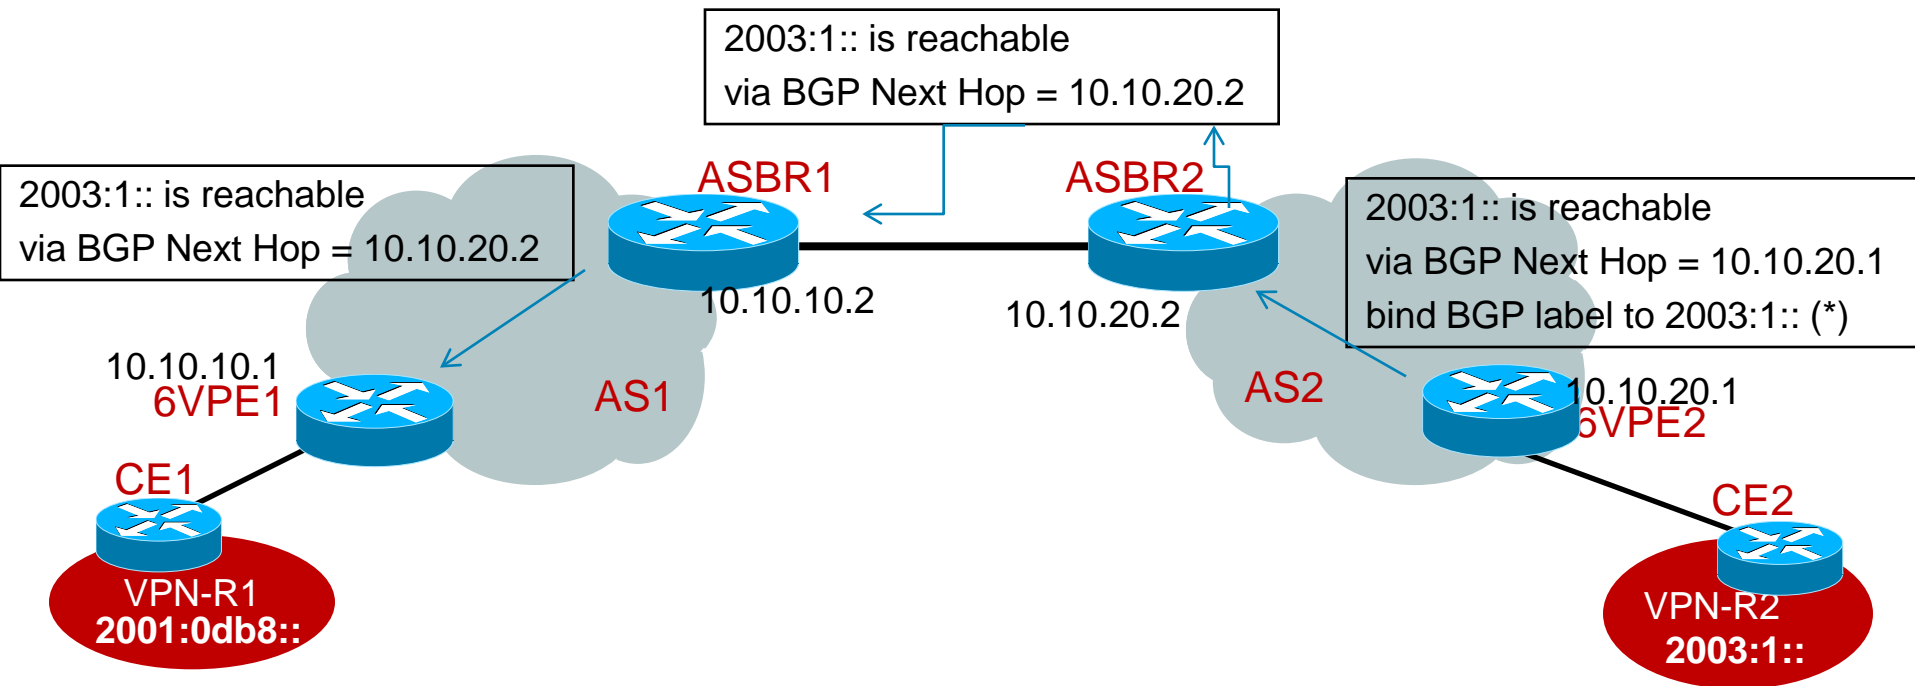 2003:1:: is reachable
via BGP Next Hop = 10.10.20.2
2003:1:: is reachable
via BGP Next Hop = 10.10.20.2
ASBR1
ASBR2
2003:1:: is reachable
via BGP Next Hop = 10.10.20.1
bind BGP label to 2003:1:: (*)
10.10.10.2
10.10.20.2
10.10.10.1
6VPE1
AS1
AS2
10.10.20.1
6VPE2
CE1
CE2
VPN-R1
2001:0db8::
VPN-R2
2003:1::